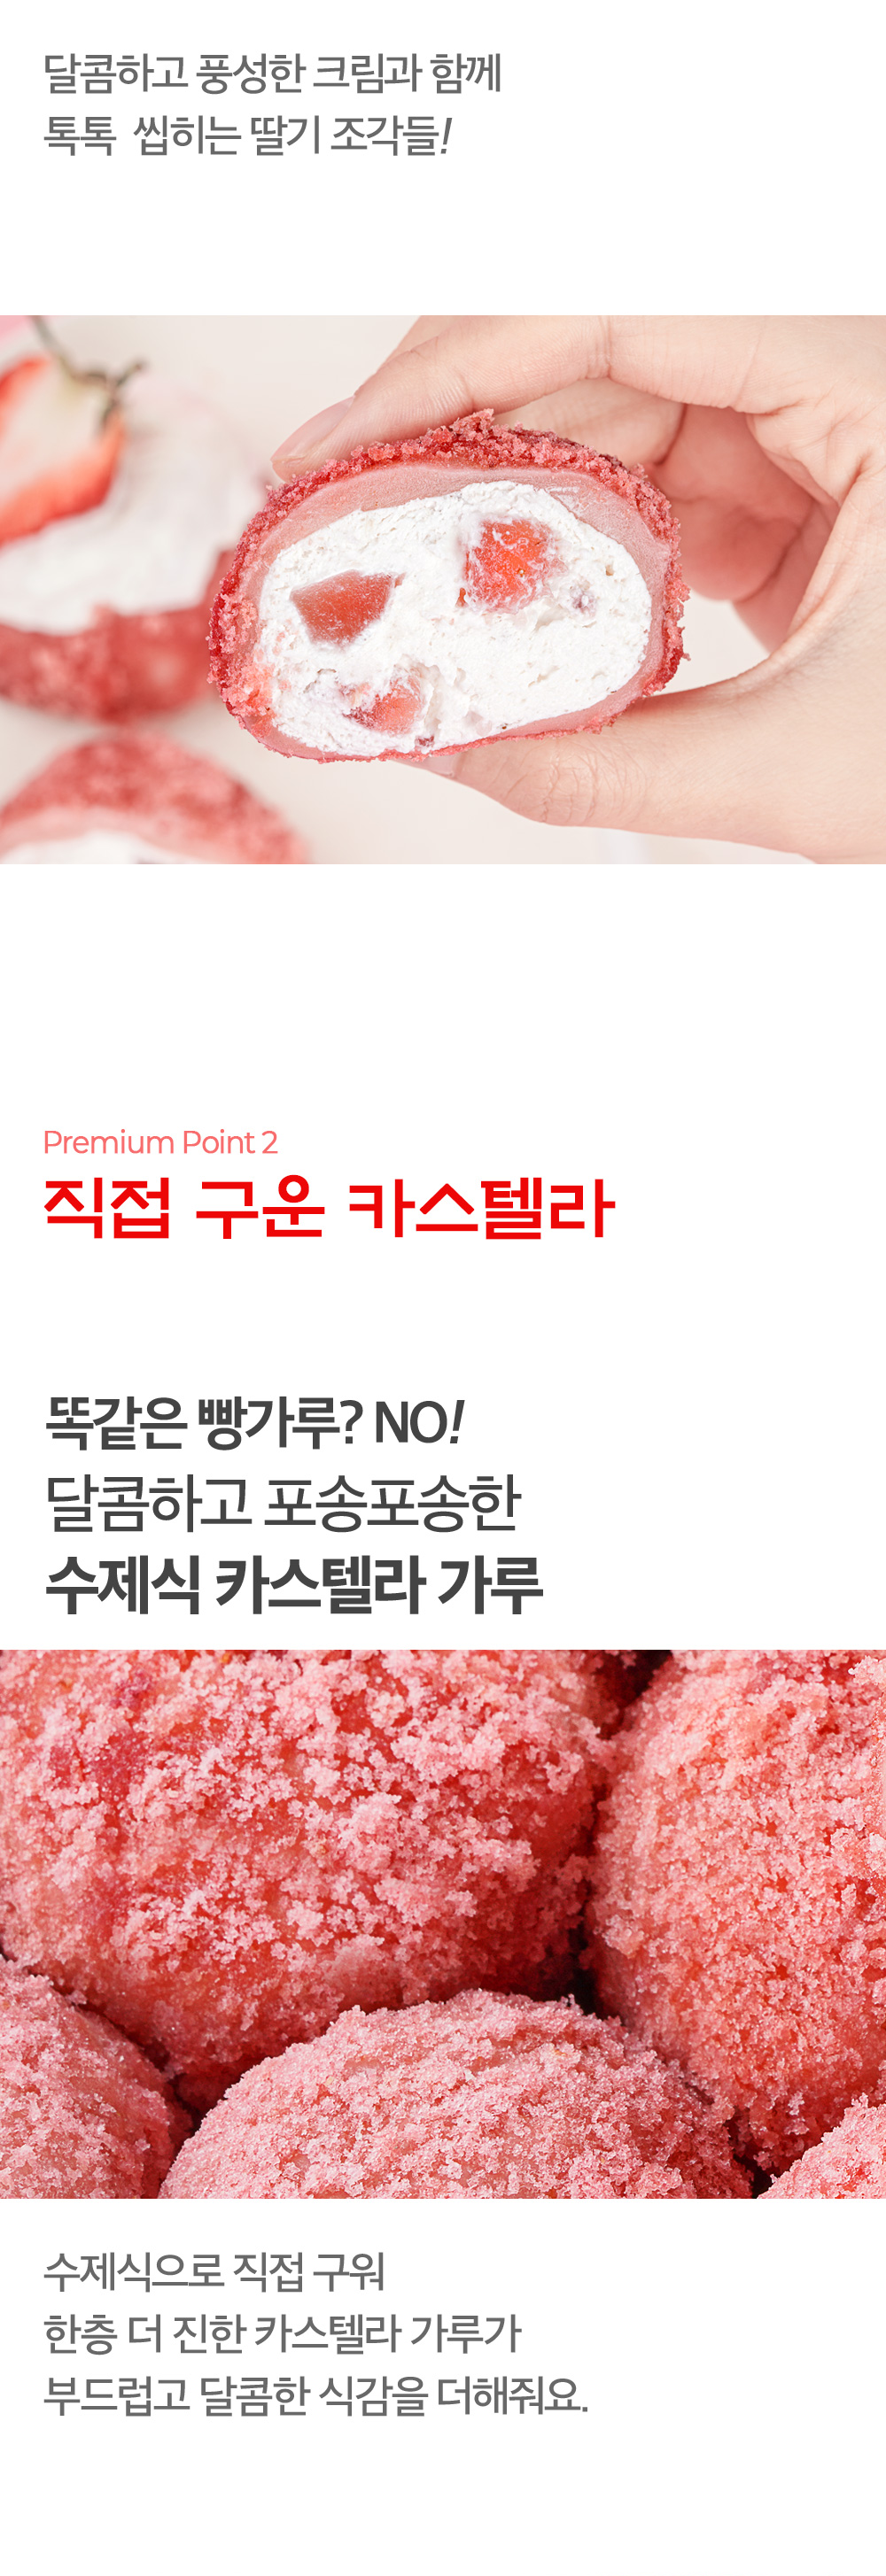 달콤하고 풍성한 크림과 함께
톡톡 씹히는 딸기 조각들!
Premium Point 2
직접 구운 카스텔라
똑같은 빵가루? NO!
달콤하고 포송포송한
수제식 카스텔라 가루
수제식으로 직접 구워
한층 더 진한 카스텔라 가루가
부드럽고 달콤한 식감을 더해줘요.